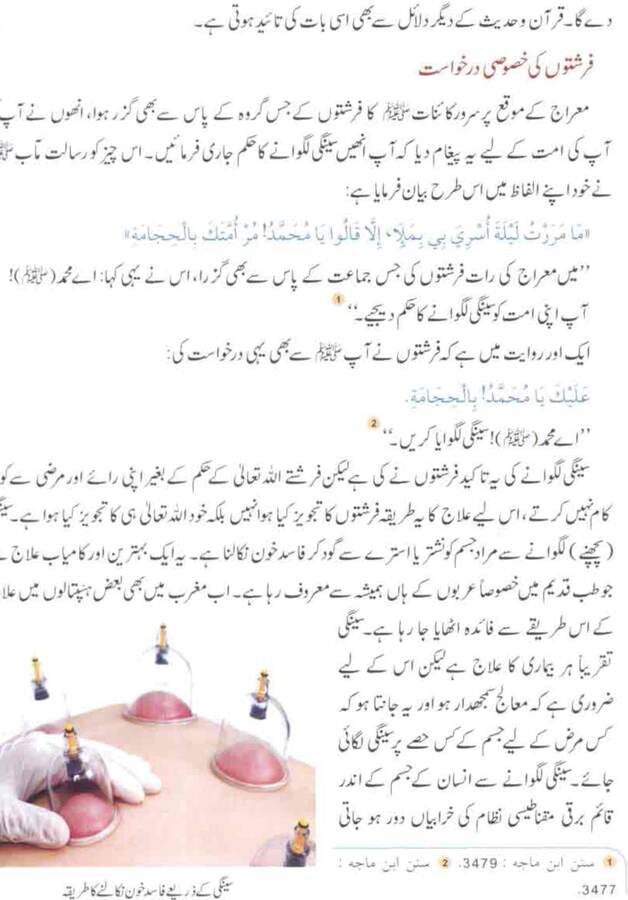 دے گا۔ قرآن و حدیث کے دیگر دلائل سے بھی اسی بات کی تائید ہوتی ہے۔
فرشتوں کی خصوصی درخواست
معراج کے موقع پر سرورِ کائنات ﷺ کا فرشتوں کے جس گروہ کے پاس سے بھی گزر ہوا، انھوں نے آپ
آپ کی امت کے لیے یہ پیغام دیا کہ آپ انھیں سینگی لگوانے کا حکم جاری فرمائیں۔ اس چیز کو رسالت مآب ﷺ
نے خود اپنے الفاظ میں اس طرح بیان فرمایا ہے:
«مَا مَرَرْتُ لَيْلَةَ أُسْرِيَ بِي بِمَلَإٍ، إِلَّا قَالُوا يَا مُحَمَّدُ! مُرْ أُمَّتَكَ بِالْحِجَامَةِ»
’’میں معراج کی رات فرشتوں کی جس جماعت کے پاس سے بھی گزرا، اس نے یہی کہا: اے محمد (ﷺ)!
آپ اپنی امت کو سینگی لگوانے کا حکم دیجیے۔‘‘ 1
ایک اور روایت میں ہے کہ فرشتوں نے آپ ﷺ سے بھی یہی درخواست کی:
عَلَيْكَ يَا مُحَمَّدُ! بِالْحِجَامَةِ.
’’اے محمد (ﷺ)! سینگی لگوایا کریں۔‘‘ 2
سینگی لگوانے کی یہ تاکید فرشتوں نے کی ہے لیکن فرشتے اللہ تعالیٰ کے حکم کے بغیر اپنی رائے اور مرضی سے کو
کام نہیں کرتے، اس لیے علاج کا یہ طریقہ فرشتوں کا تجویز کیا ہوا نہیں بلکہ خود اللہ تعالیٰ ہی کا تجویز کیا ہوا ہے۔
(پچھنے) لگوانے سے مراد جسم کو نشتر یا استرے سے گود کر فاسد خون نکالنا ہے۔ یہ ایک بہترین اور کامیاب علاج
جو طب قدیم میں خصوصاً عربوں کے ہاں ہمیشہ سے معروف رہا ہے۔ اب مغرب میں بھی بعض ہسپتالوں میں علا
کے اس طریقے سے فائدہ اٹھایا جا رہا ہے۔ سینگی
تقریباً ہر بیماری کا علاج ہے لیکن اس کے لیے
ضروری ہے کہ معالج سمجھدار ہو اور یہ جانتا ہو کہ
کس مرض کے لیے جسم کے کس حصے پر سینگی لگائی
جائے۔ سینگی لگوانے سے انسان کے جسم کے اندر
قائم برقی مقناطیسی نظام کی خرابیاں دور ہو جاتی
1 سنن ابن ماجه : 3479. 2 سنن ابن ماجه :
3477.
سینگی کے ذریعے فاسد خون نکالنے کا طریقہ